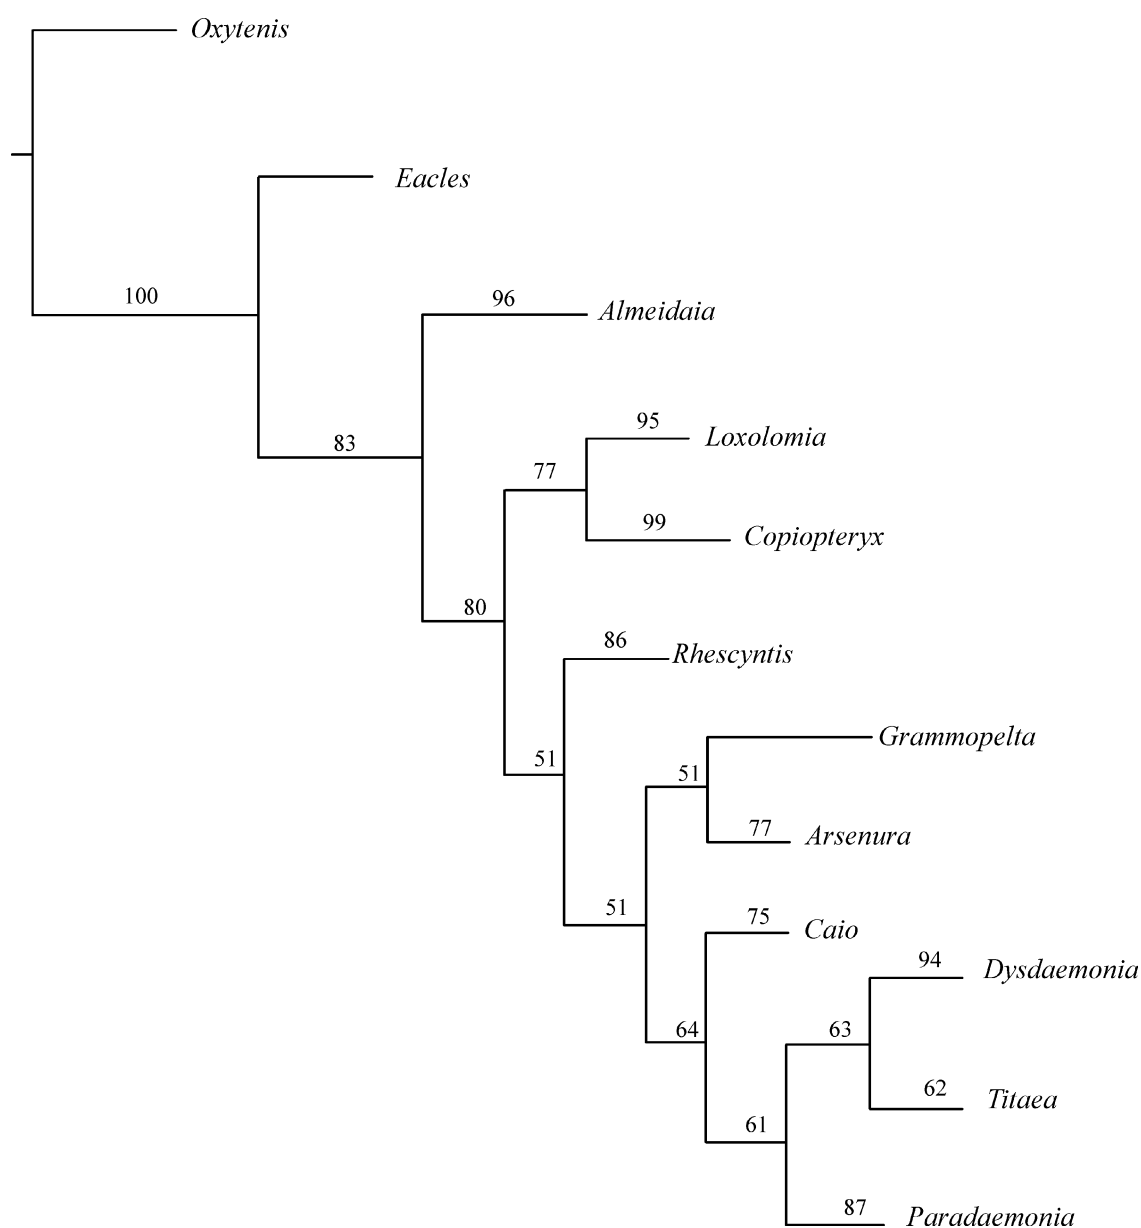 Oxytenis
Eacles
100
96
Almeidaia
95
Loxolomia
83
77
99
Copiopteryx
80
86
Rhescyntis
Grammopelta
51
51
77
Arsenura
51
75
Caio
94
Dysdaemonia
64
63
62
Titaea
61
87
Paradaemonia